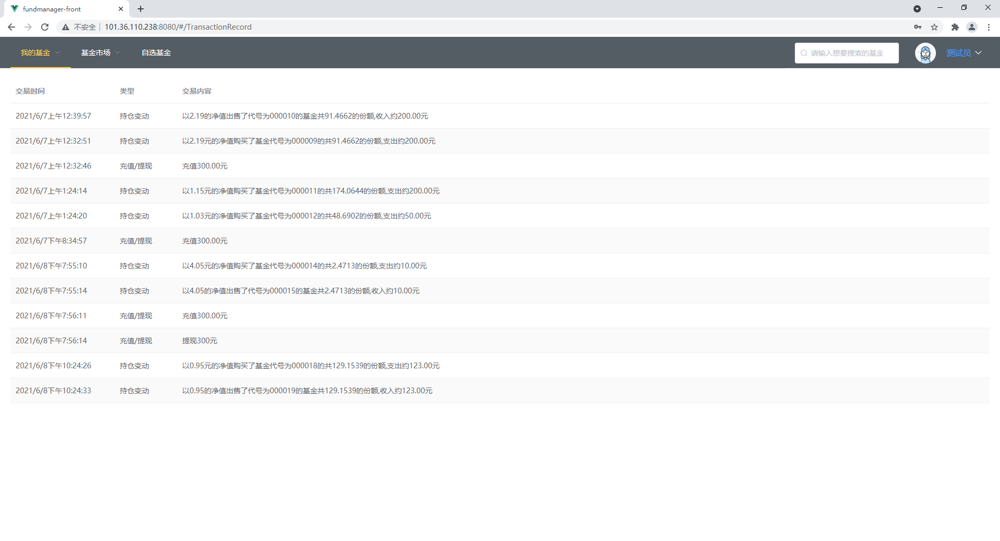 fundmanager-front
不安全 101.36.110.238:8080/#/TransactionRecord
我的基金 基金市场 自选基金 请输入想要搜索的基金 测试员
交易时间 类型 交易内容
2021/6/7上午12:39:57 持仓变动 以2.19的净值出售了代号为000010的基金共91.4662的份额,收入约200.00元
2021/6/7上午12:32:51 持仓变动 以2.19元的净值购买了基金代号为000009的共91.4662的份额,支出约200.00元
2021/6/7上午12:32:46 充值/提现 充值300.00元
2021/6/7上午1:24:14 持仓变动 以1.15元的净值购买了基金代号为000011的共174.0644的份额,支出约200.00元
2021/6/7上午1:24:20 持仓变动 以1.03元的净值购买了基金代号为000012的共48.6902的份额,支出约50.00元
2021/6/7下午8:34:57 充值/提现 充值300.00元
2021/6/8下午7:55:10 持仓变动 以4.05元的净值购买了基金代号为000014的共2.4713的份额,支出约10.00元
2021/6/8下午7:55:14 持仓变动 以4.05的净值出售了代号为000015的基金共2.4713的份额,收入约10.00元
2021/6/8下午7:56:11 充值/提现 充值300.00元
2021/6/8下午7:56:14 充值/提现 提现300元
2021/6/8下午10:24:26 持仓变动 以0.95元的净值购买了基金代号为000018的共129.1539的份额,支出约123.00元
2021/6/8下午10:24:33 持仓变动 以0.95的净值出售了代号为000019的基金共129.1539的份额,收入约123.00元